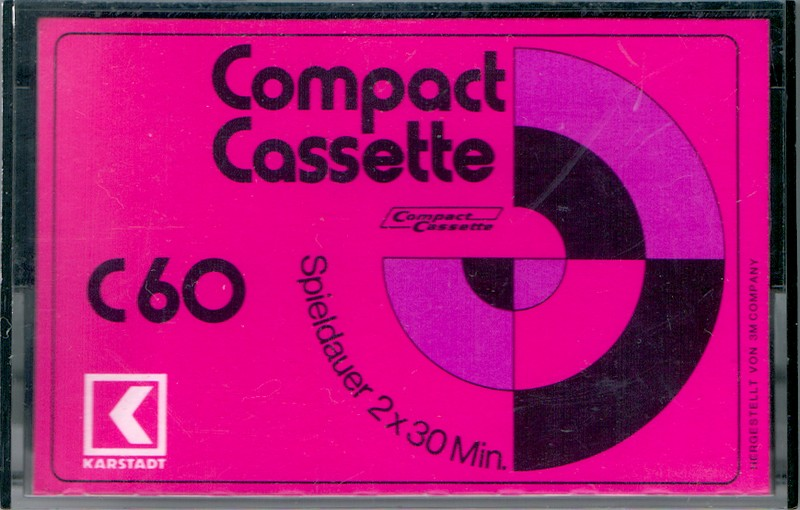 Compact
Cassette
Compact
Cassette
C60
Spieldauer 2x30 Min.
KARSTADT
HERGESTELLT VON 3M COMPANY